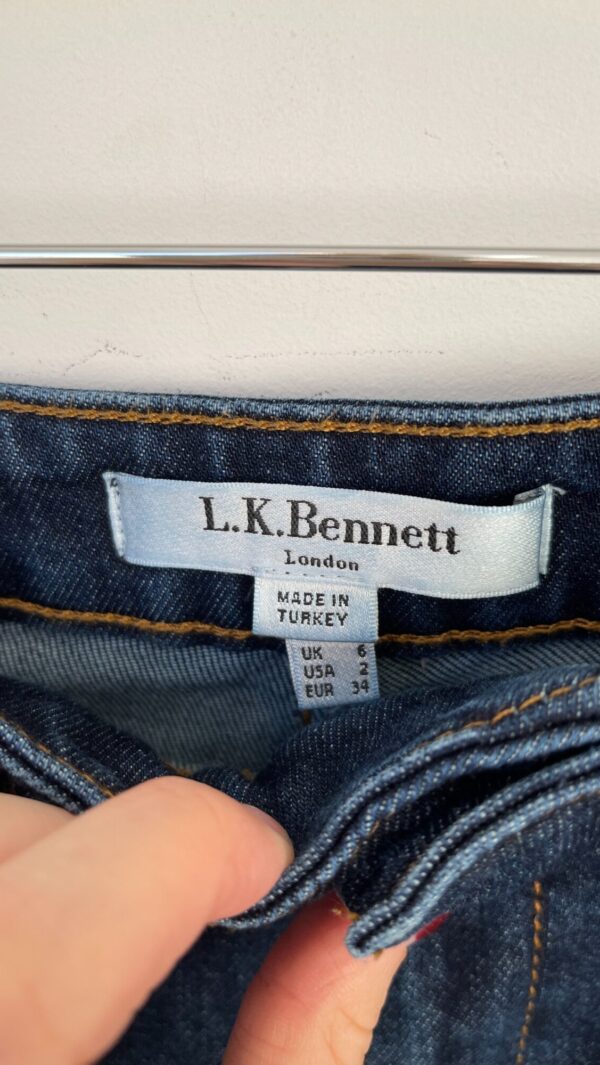 L.K.Bennett
London
MADE IN
TURKEY
UK 6
USA 2
EUR 34